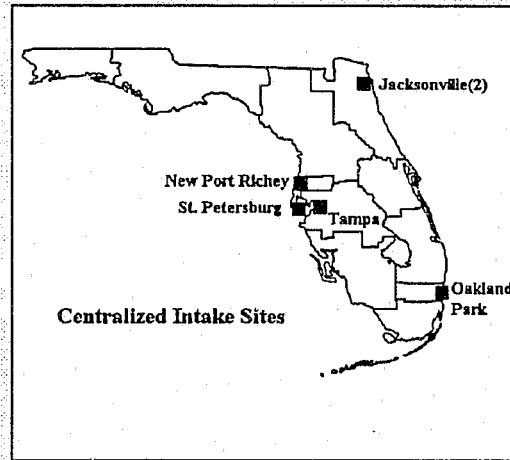 Jacksonville(2)
New Port Richey
St. Petersburg
Tampa
Oakland
Park
Centralized Intake Sites